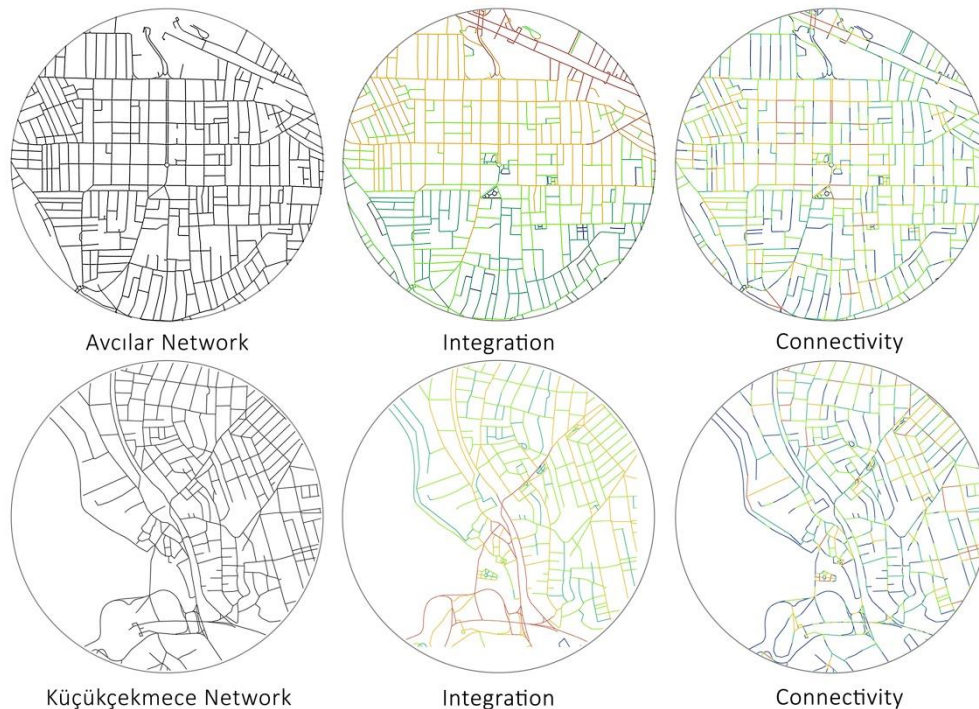 Avcılar Network
Integration
Connectivity
Küçükçekmece Network
Integration
Connectivity